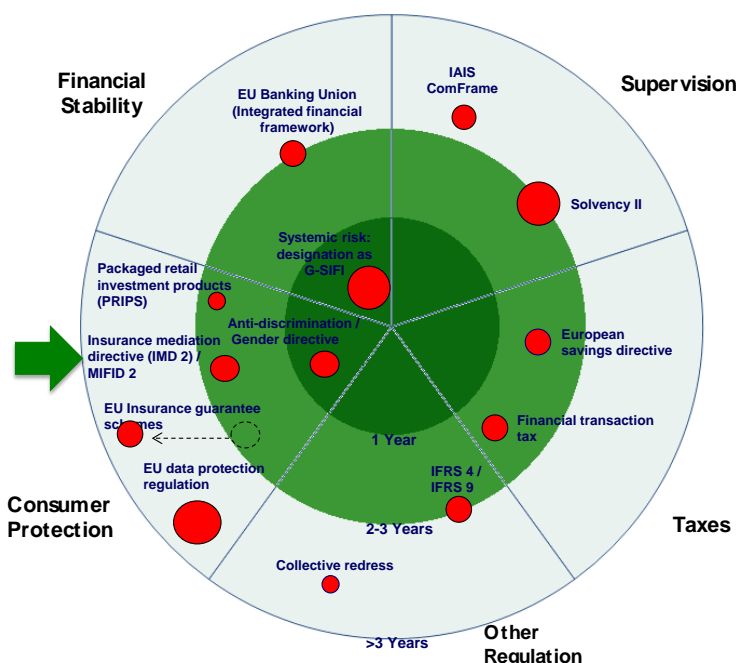 Financial
Stability
EU Banking Union
(Integrated financial
framework)
IAIS
ComFrame
Supervision
Solvency II
Systemic risk:
designation as
G-SIFI
Packaged retail
investment products
(PRIPS)
Anti-discrimination /
Gender directive
European
savings directive
Insurance mediation
directive (IMD 2) /
MIFID 2
EU Insurance guarantee
schemes
Financial transaction
tax
1 Year
EU data protection
regulation
IFRS 4 /
IFRS 9
Consumer
Protection
Taxes
2-3 Years
Collective redress
>3 Years
Other
Regulation